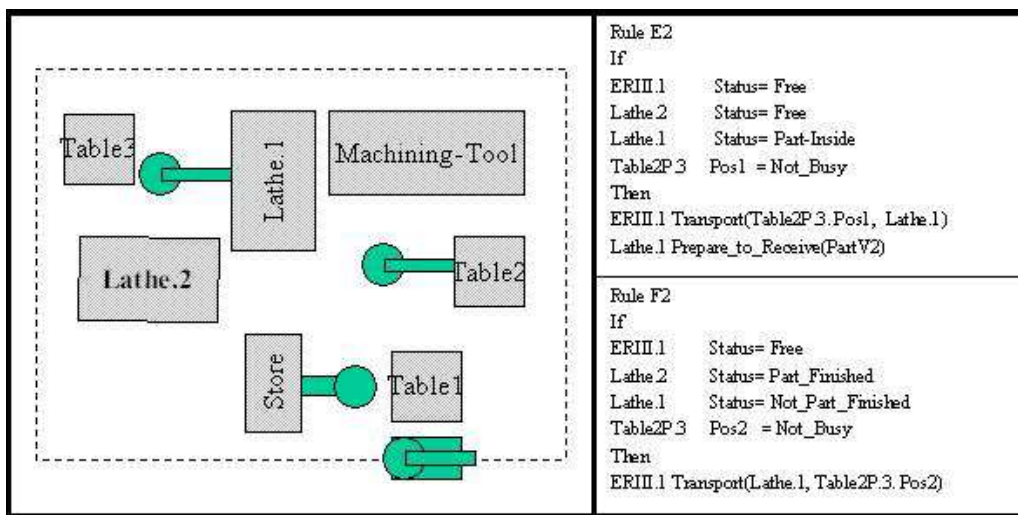 Table3
Lathe.1
Machining-Tool
Lathe.2
Table2
Store
Table1
Rule E2
If
ERIII.1 Status= Free
Lathe.2 Status= Free
Lathe.1 Status= Part-Inside
Table2P.3 Pos1 = Not_Busy
Then
ERIII.1 Transport(Table2P.3.Pos1, Lathe.1)
Lathe.1 Prepare_to_Receive(PartV2)
Rule F2
If
ERIII.1 Status= Free
Lathe.2 Status= Part_Finished
Lathe.1 Status= Not_Part_Finished
Table2P.3 Pos2 = Not_Busy
Then
ERIII.1 Transport(Lathe.1, Table2P.3. Pos2)